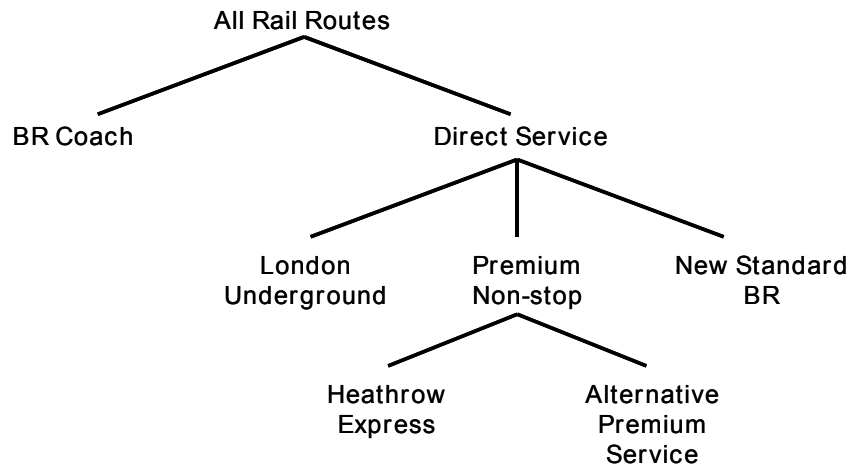 All Rail Routes
BR Coach
Direct Service
London
Underground
Premium
Non-stop
New Standard
BR
Heathrow
Express
Alternative
Premium
Service